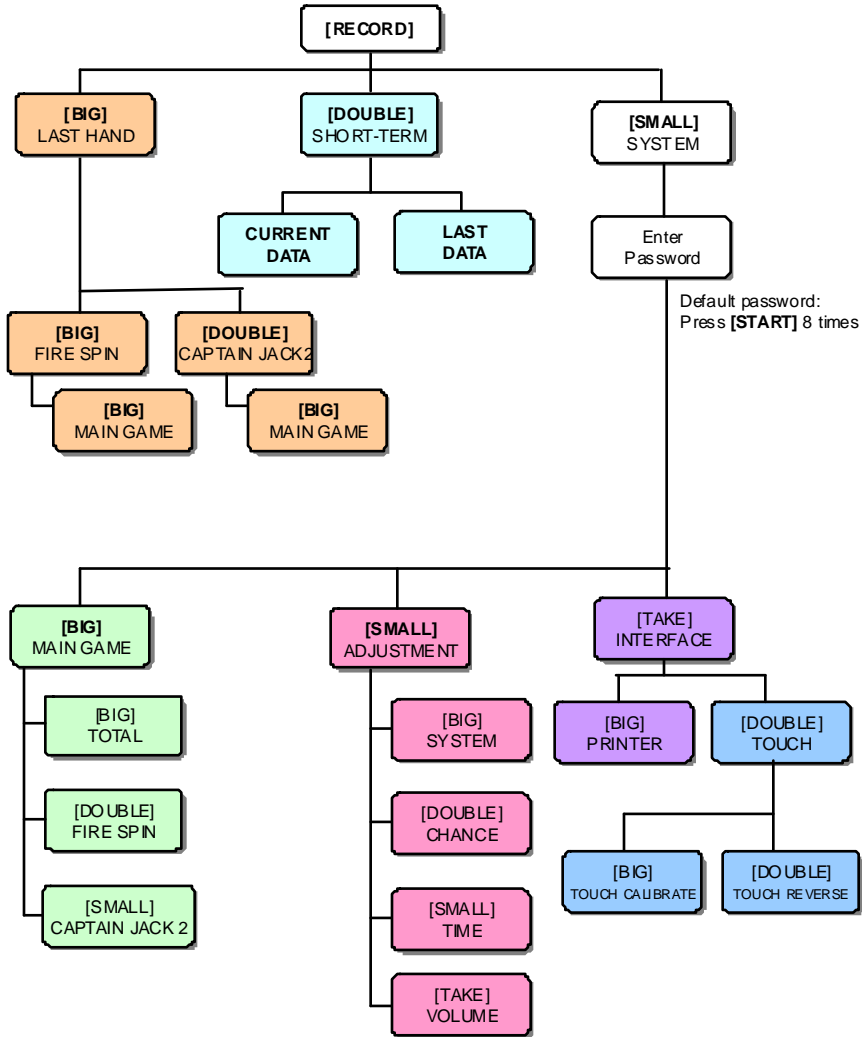 [RECORD]
[BIG]
LAST HAND
[DOUBLE]
SHORT-TERM
[SMALL]
SYSTEM
CURRENT
DATA
LAST
DATA
Enter
Password
Default password:
Press [START] 8 times
[BIG]
FIRE SPIN
[DOUBLE]
CAPTAIN JACK2
[BIG]
MAIN GAME
[BIG]
MAIN GAME
[BIG]
MAIN GAME
[SMALL]
ADJUSTMENT
[TAKE]
INTERFACE
[BIG]
TOTAL
[DOUBLE]
FIRE SPIN
[SMALL]
CAPTAIN JACK 2
[BIG]
SYSTEM
[DOUBLE]
CHANCE
[SMALL]
TIME
[TAKE]
VOLUME
[BIG]
PRINTER
[DOUBLE]
TOUCH
[BIG]
TOUCH CALIBRATE
[DOUBLE]
TOUCH REVERSE